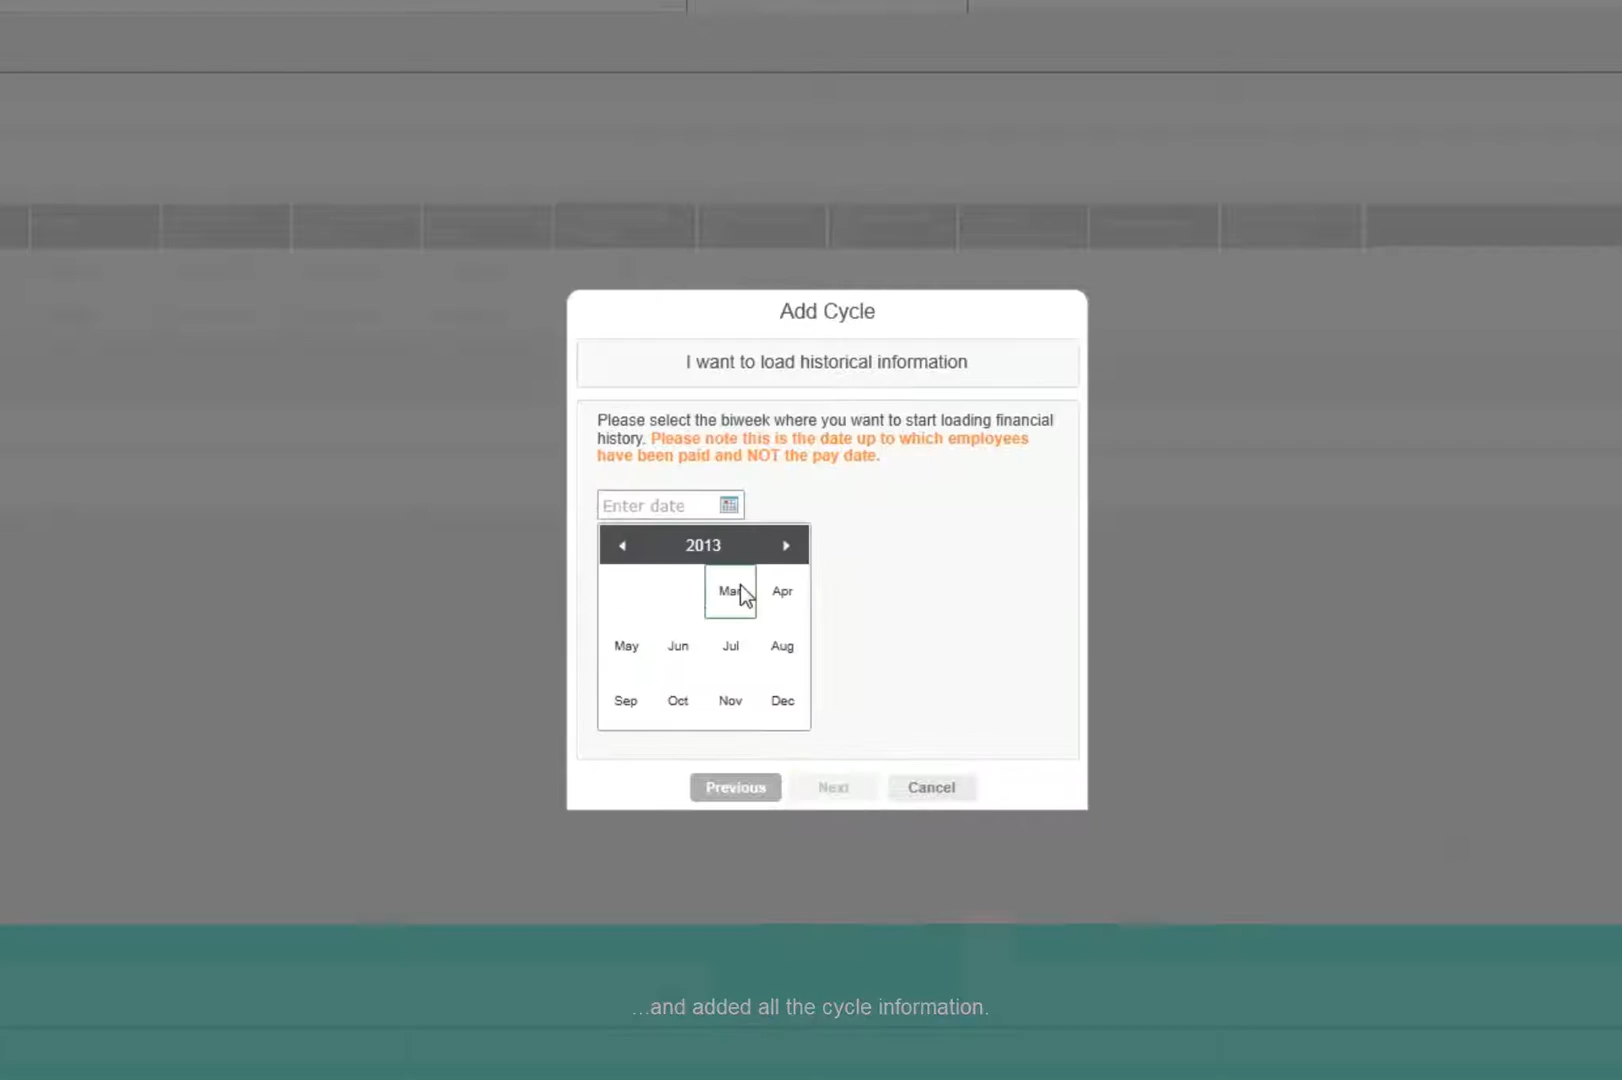 Add Cycle
I want to load historical information
Please select the biweek where you want to start loading financial
history. Please note this is the date up to which employees
have been paid and NOT the pay date.
Enter date
2013
Mar Apr
May Jun Jul Aug
Sep Oct Nov Dec
Previous Next Cancel
...and added all the cycle information.